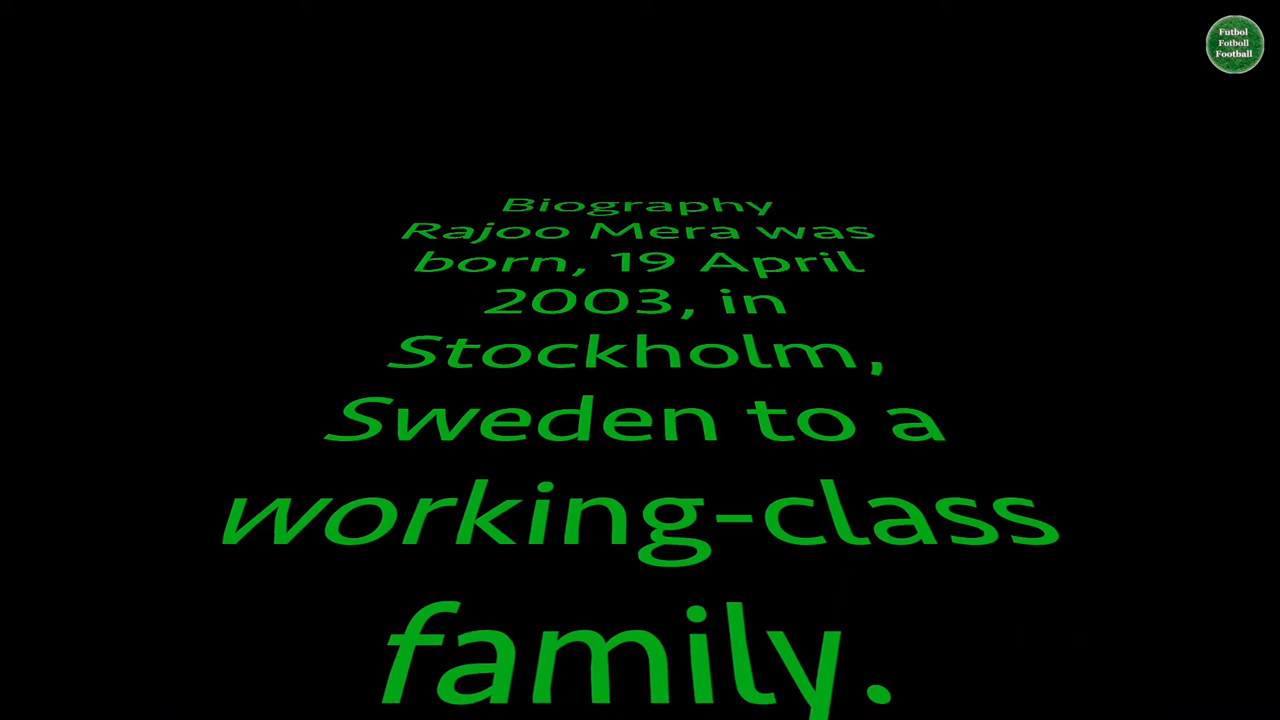 Futbol
Fotboll
Football
Biography
Rajoo Mera was
born, 19 April
2003, in
Stockholm,
Sweden to a
working-class
family.